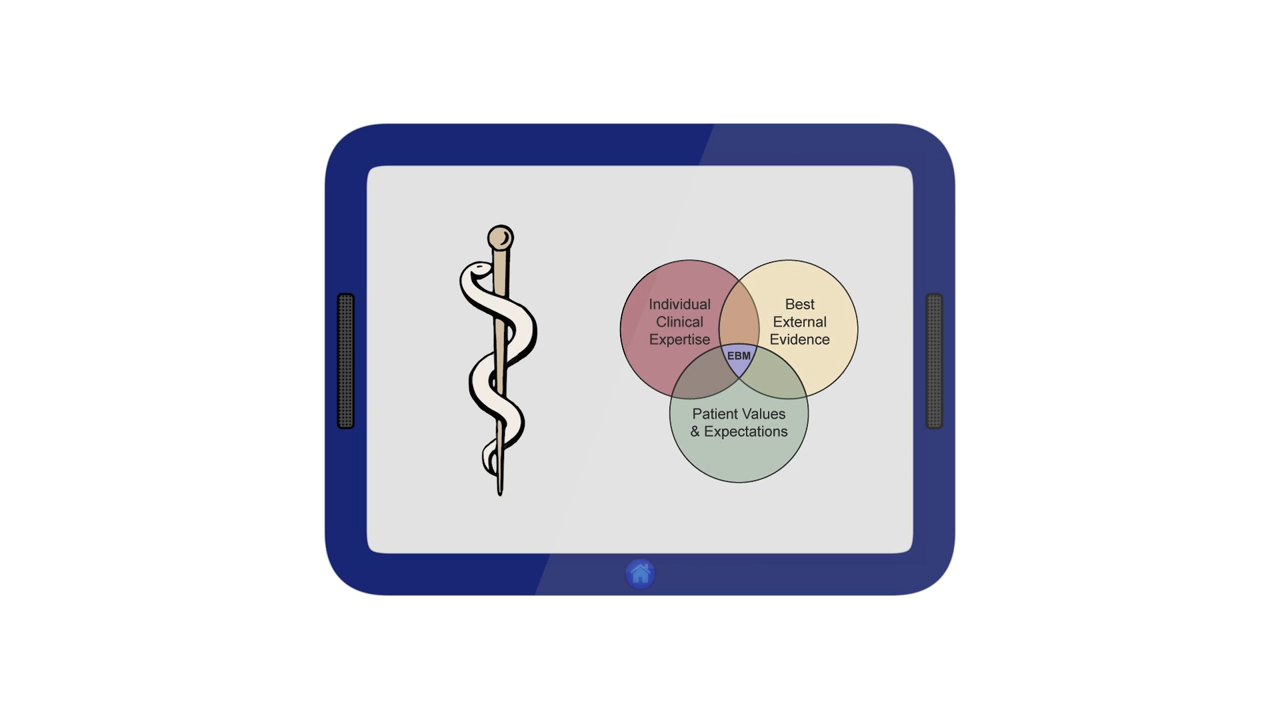 Individual
Clinical
Expertise
Best
External
Evidence
EBM
Patient Values
& Expectations